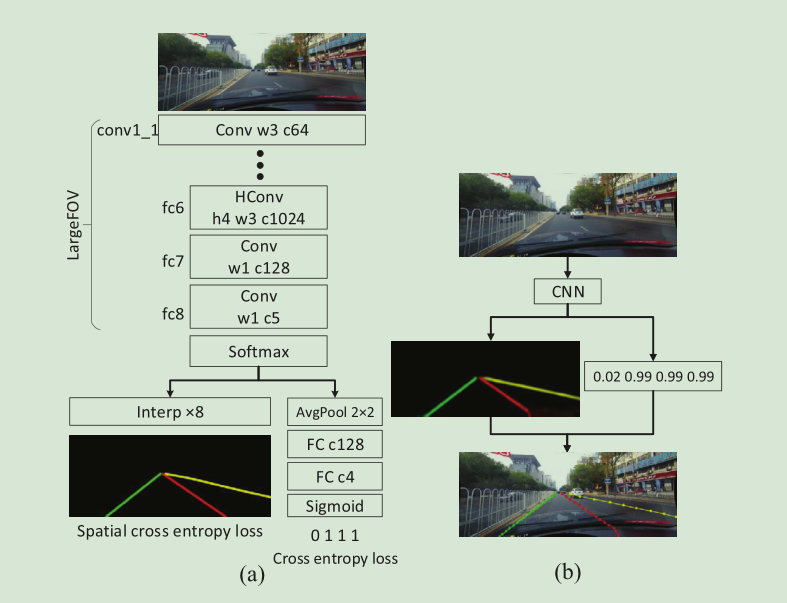 conv1_1
Conv w3 c64
LargeFOV
fc6
HConv
h4 w3 c1024
fc7
Conv
w1 c128
fc8
Conv
w1 c5
Softmax
Interp ×8
AvgPool 2×2
FC c128
FC c4
Sigmoid
Spatial cross entropy loss
0 1 1 1
Cross entropy loss
(a)
CNN
0.02 0.99 0.99 0.99
(b)